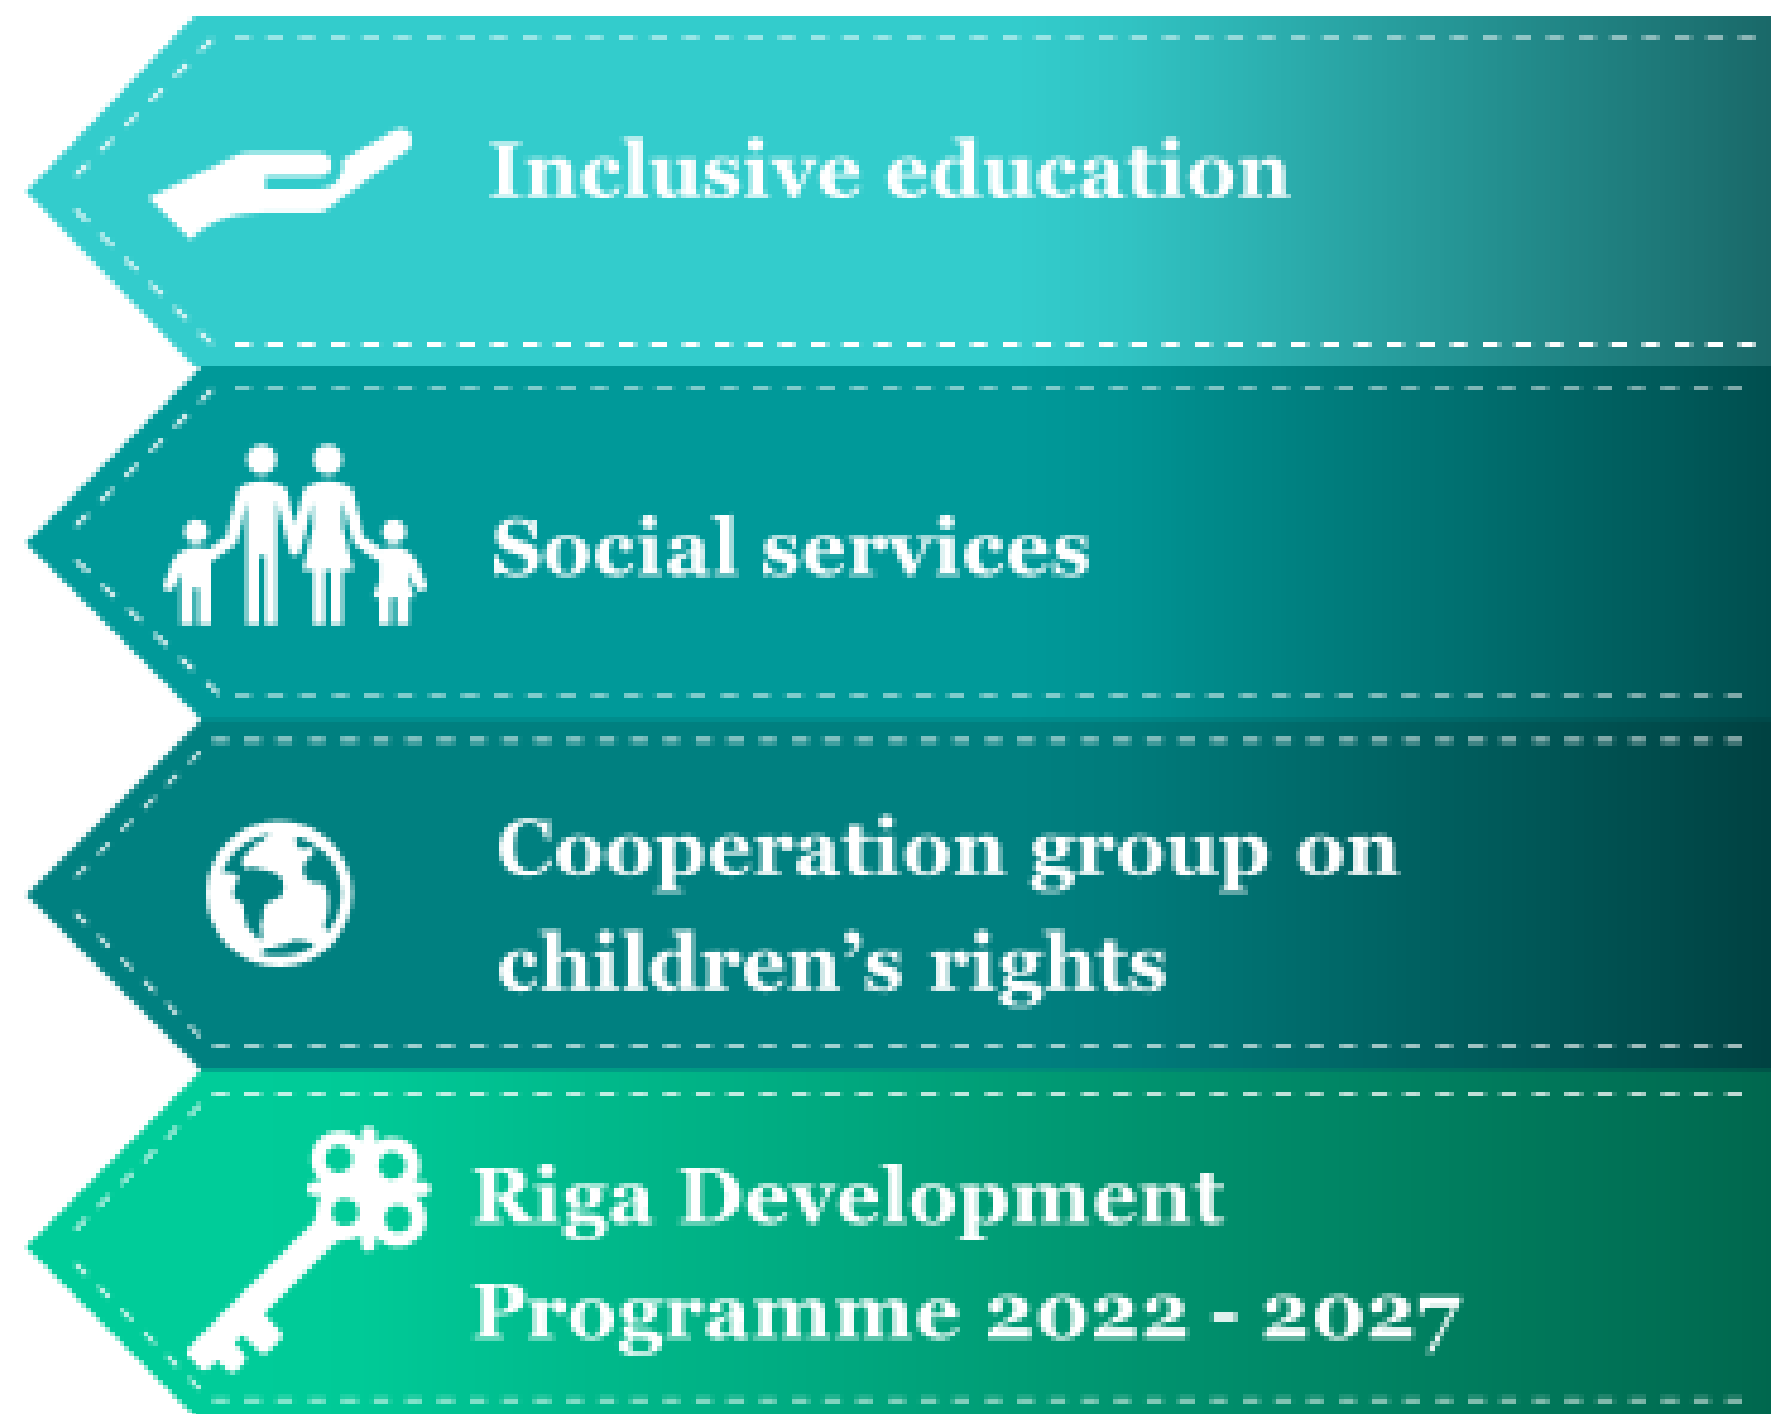 Inclusive education
Social services
Cooperation group on
children’s rights
Riga Development
Programme 2022 - 2027